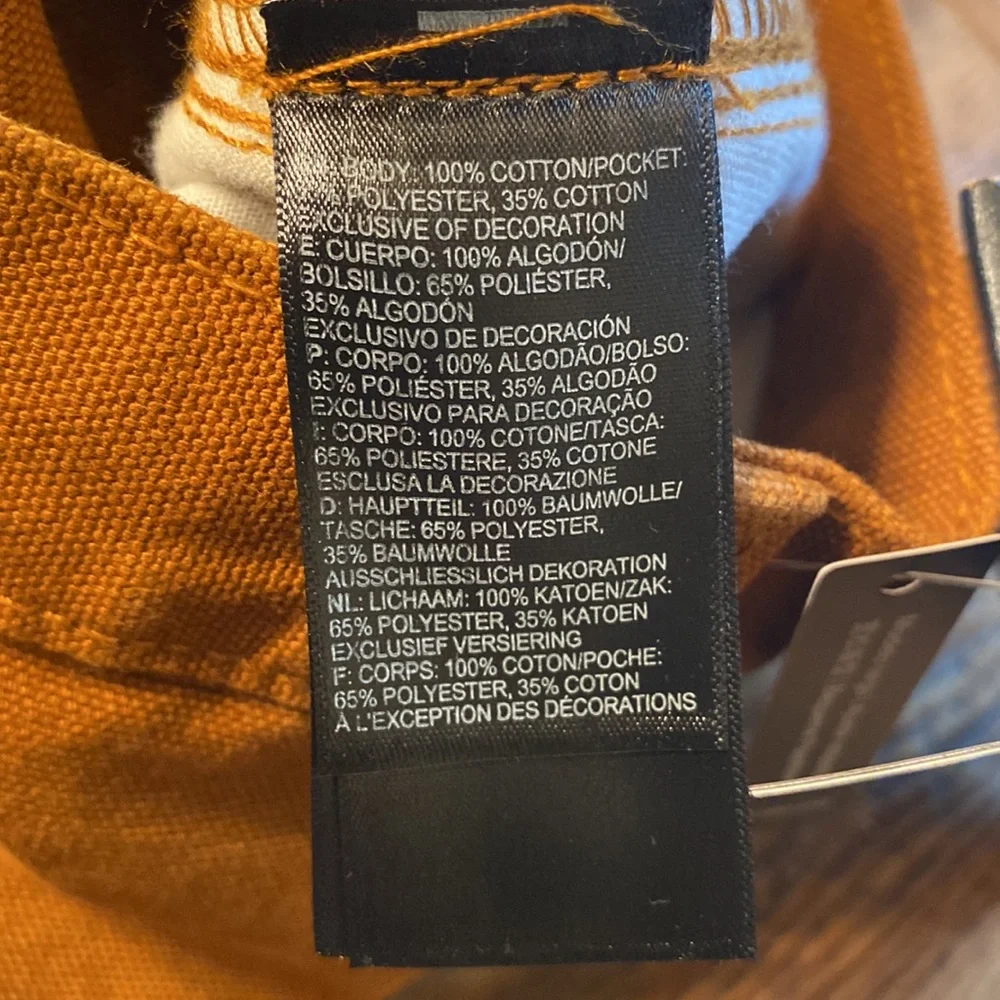 BODY: 100% COTTON/POCKET:
POLYESTER, 35% COTTON
EXCLUSIVE OF DECORATION
E: CUERPO: 100% ALGODÓN/
BOLSILLO: 65% POLIÉSTER,
35% ALGODÓN
EXCLUSIVO DE DECORACIÓN
P: CORPO: 100% ALGODÃO/BOLSO:
65% POLIÉSTER, 35% ALGODÃO
EXCLUSIVO PARA DECORAÇÃO
I: CORPO: 100% COTONE/TASCA:
65% POLIESTERE, 35% COTONE
ESCLUSA LA DECORAZIONE
D: HAUPTTEIL: 100% BAUMWOLLE/
TASCHE: 65% POLYESTER,
35% BAUMWOLLE
AUSSCHLIESSLICH DEKORATION
NL: LICHAAM: 100% KATOEN/ZAK:
65% POLYESTER, 35% KATOEN
EXCLUSIEF VERSIERING
F: CORPS: 100% COTON/POCHE:
65% POLYESTER, 35% COTON
À L'EXCEPTION DES DÉCORATIONS